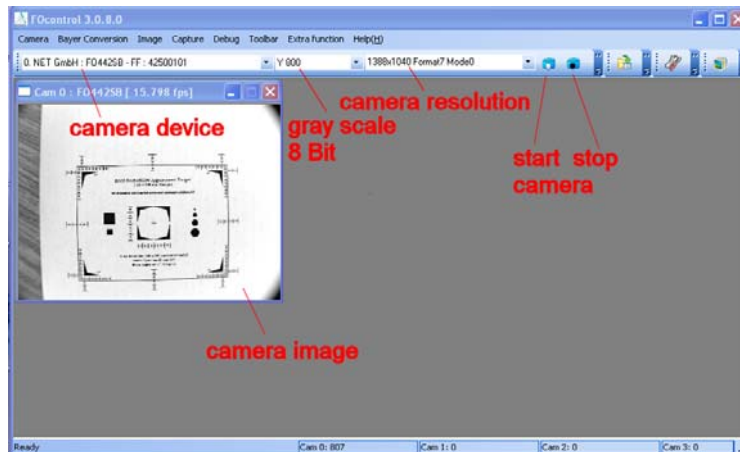 fOcontrol 3.0.8.0
Camera Bayer Conversion Image Capture Debug Toolbar Extra function Help(H)
0. NET GmbH : FO442SB - FF : 42500101 Y 800 1388x1040 Format7 Mode0
Cam 0 : FO442SB [ 15.798 fps]
camera device
camera resolution
gray scale
8 Bit
start stop
camera
camera image
Ready Cam 0: 807 Cam 1: 0 Cam 2: 0 Cam 3: 0